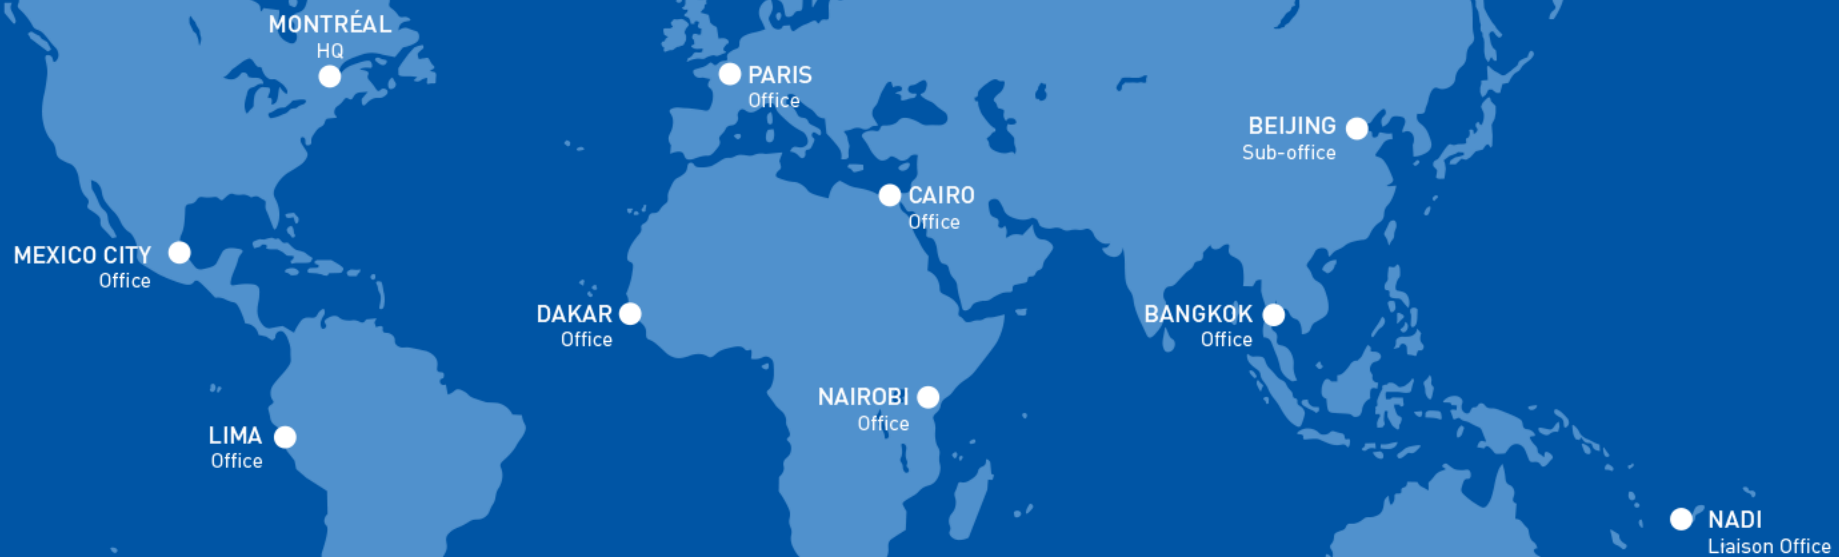 MONTRÉAL
HQ
PARIS
Office
BEIJING
Sub-office
CAIRO
Office
MEXICO CITY
Office
DAKAR
Office
BANGKOK
Office
NAIROBI
Office
LIMA
Office
NADI
Liaison Office